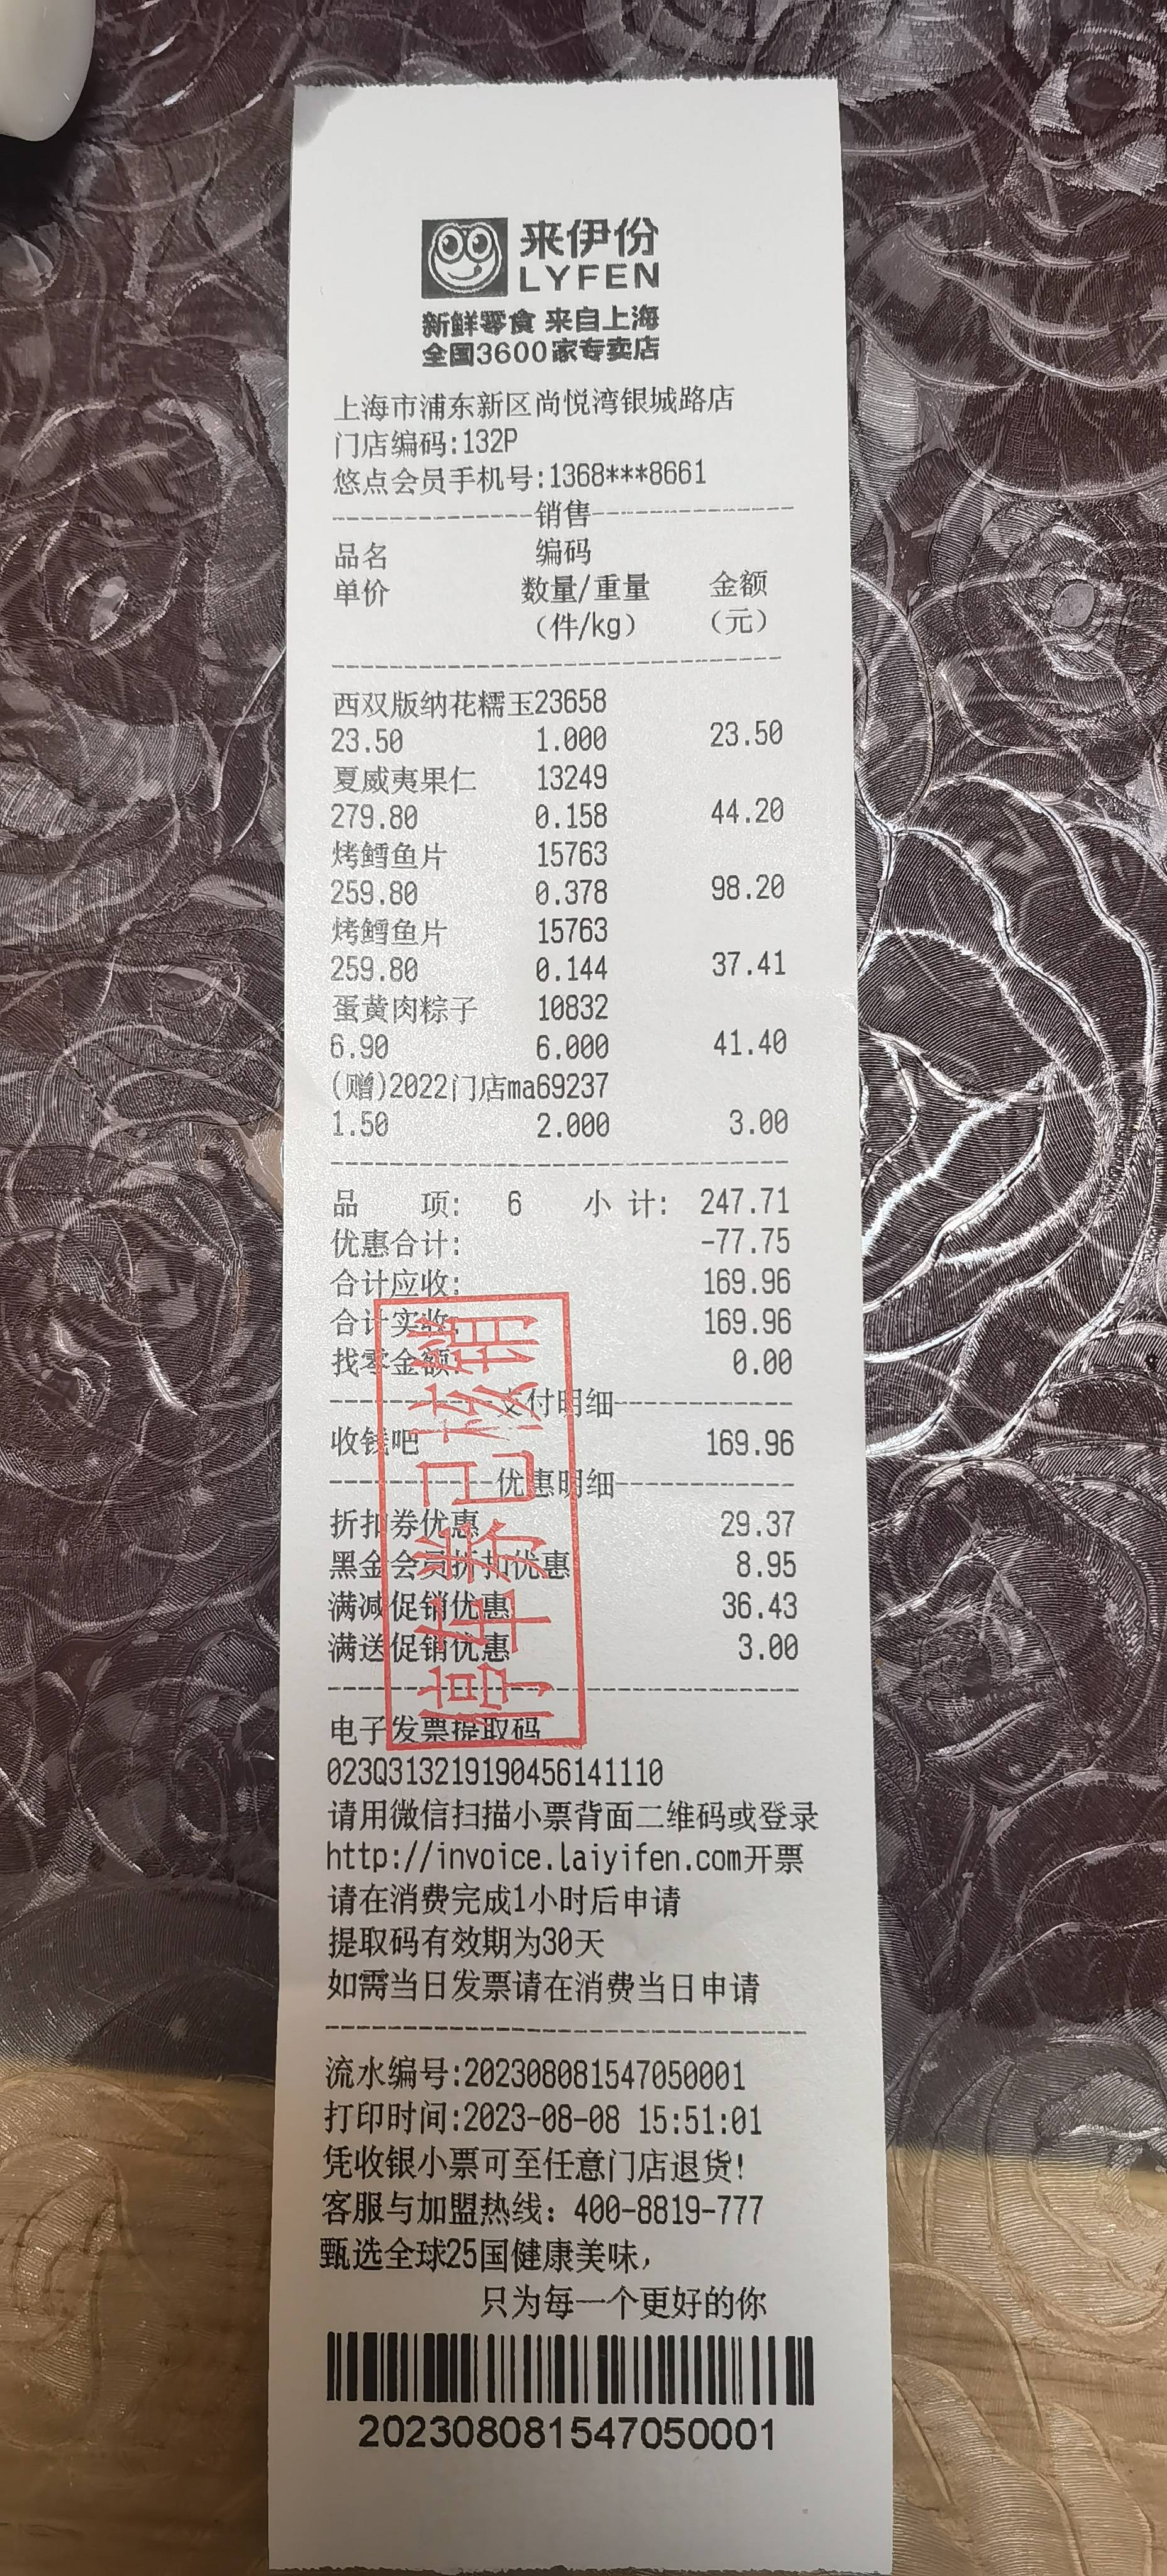 来伊份
LYFEN
新鲜零食 来自上海
全国3600家专卖店
上海市浦东新区尚悦湾银城路店
门店编码:132P
悠点会员手机号:1368***8661
---------------销售---------------
品名 编码
单价 数量/重量 金额
（件/kg） （元）
西双版纳花糯玉23658
23.50 1.000 23.50
夏威夷果仁 13249
279.80 0.158 44.20
烤鳕鱼片 15763
259.80 0.378 98.20
烤鳕鱼片 15763
259.80 0.144 37.41
蛋黄肉粽子 10832
6.90 6.000 41.40
(赠)2022门店ma69237
1.50 2.000 3.00
品 项: 6 小 计: 247.71
优惠合计: -77.75
合计应收: 169.96
合计实收: 169.96
找零金额: 0.00
------------支付明细------------
收钱吧 169.96
------------优惠明细------------
折扣券优惠 29.37
黑金会员折扣优惠 8.95
满减促销优惠 36.43
满送促销优惠 3.00
停车券已核销
电子发票提取码
023Q313219190456141110
请用微信扫描小票背面二维码或登录
http://invoice.laiyifen.com开票
请在消费完成1小时后申请
提取码有效期为30天
如需当日发票请在消费当日申请
流水编号:202308081547050001
打印时间:2023-08-08 15:51:01
凭收银小票可至任意门店退货!
客服与加盟热线：400-8819-777
甄选全球25国健康美味，
只为每一个更好的你
202308081547050001